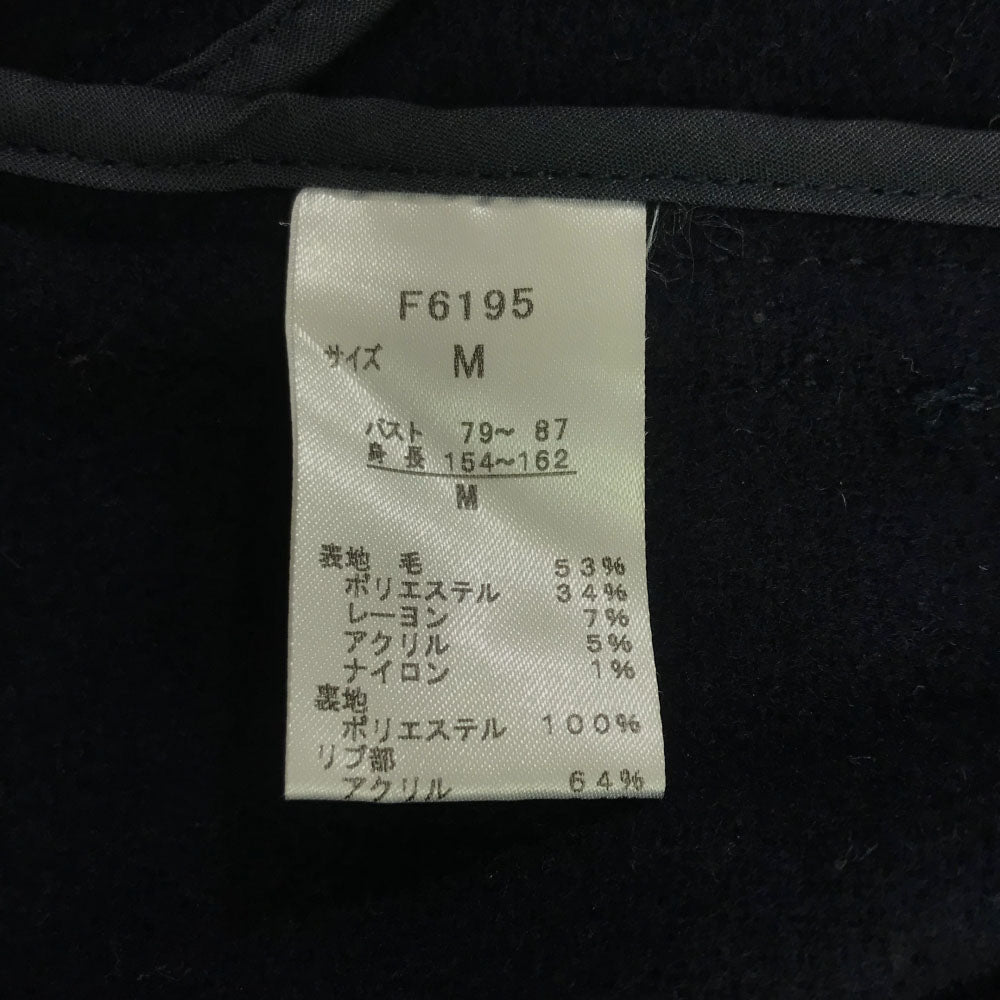 F6195
サイズ M
バスト 79～87
身長 154～162
M
表地 毛 53%
ポリエステル 34%
レーヨン 7%
アクリル 5%
ナイロン 1%
表地
ポリエステル 100%
リブ部
アクリル 64%